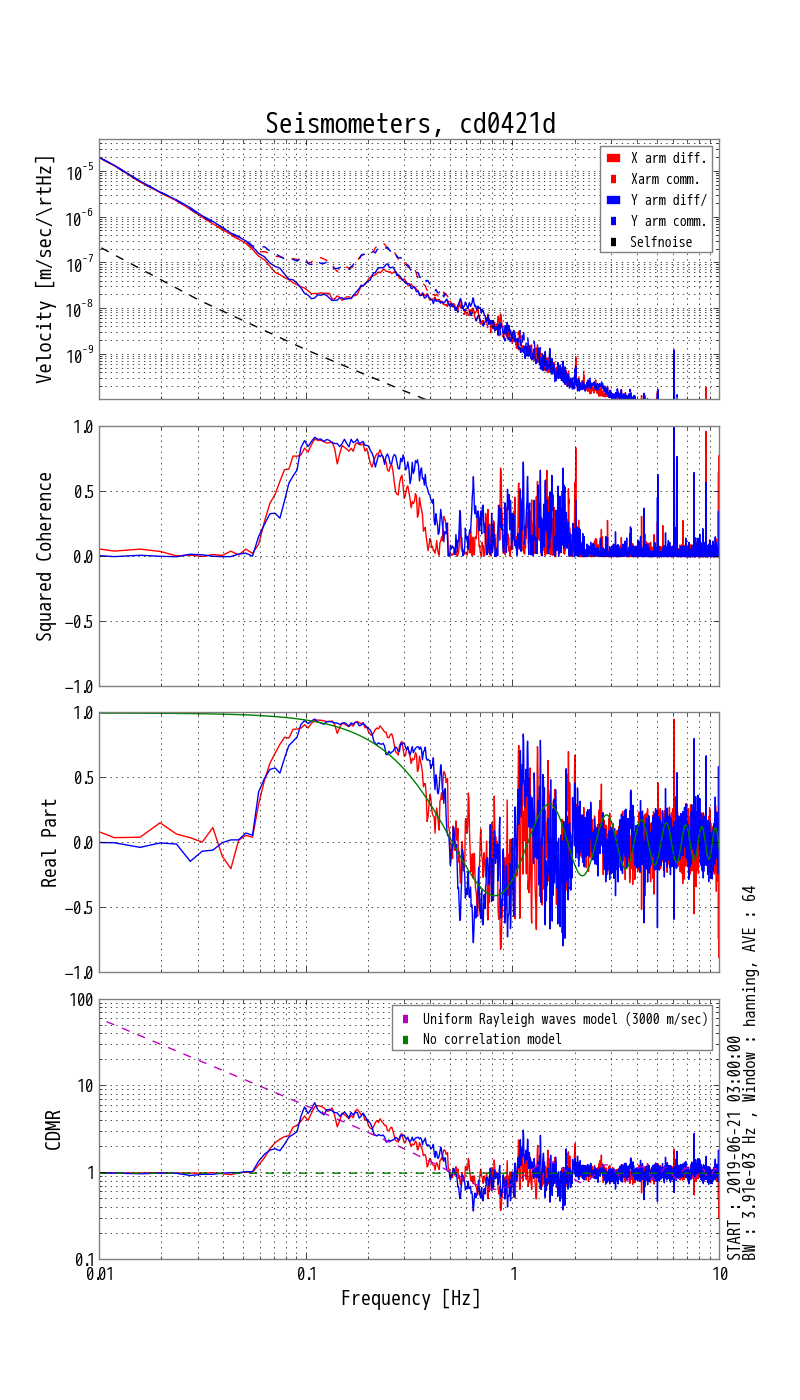 Seismometers, cd0421d
Velocity [m/sec/\rtHz]
10^-5
10^-6
10^-7
10^-8
10^-9
X arm diff.
Xarm comm.
Y arm diff/
Y arm comm.
Selfnoise
Squared Coherence
1.0
0.5
0.0
−0.5
−1.0
Real Part
1.0
0.5
0.0
−0.5
−1.0
CDMR
100
10
1
0.1
Uniform Rayleigh waves model (3000 m/sec)
No correlation model
0.01
0.1
1
10
Frequency [Hz]
START : 2019-06-21 03:00:00
BW : 3.91e-03 Hz , Window : hanning, AVE : 64